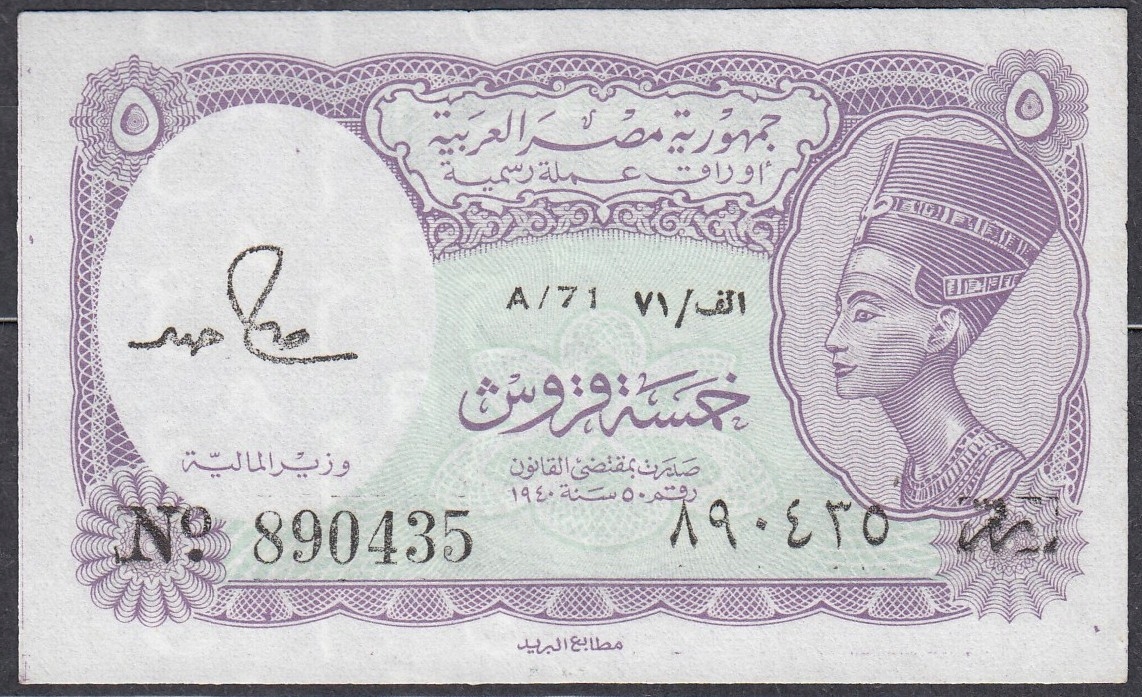 ٥ ٥
جمهورية مصر العربية
أوراق عملة رسمية
A/71 الف/٧١
خمسة قروش
وزير المالية
صدرت بمقتضى القانون
رقم ٥٠ سنة ١٩٤٠
№ 890435 ٨٩٠٤٣٥ نمرة
مطابع البريد